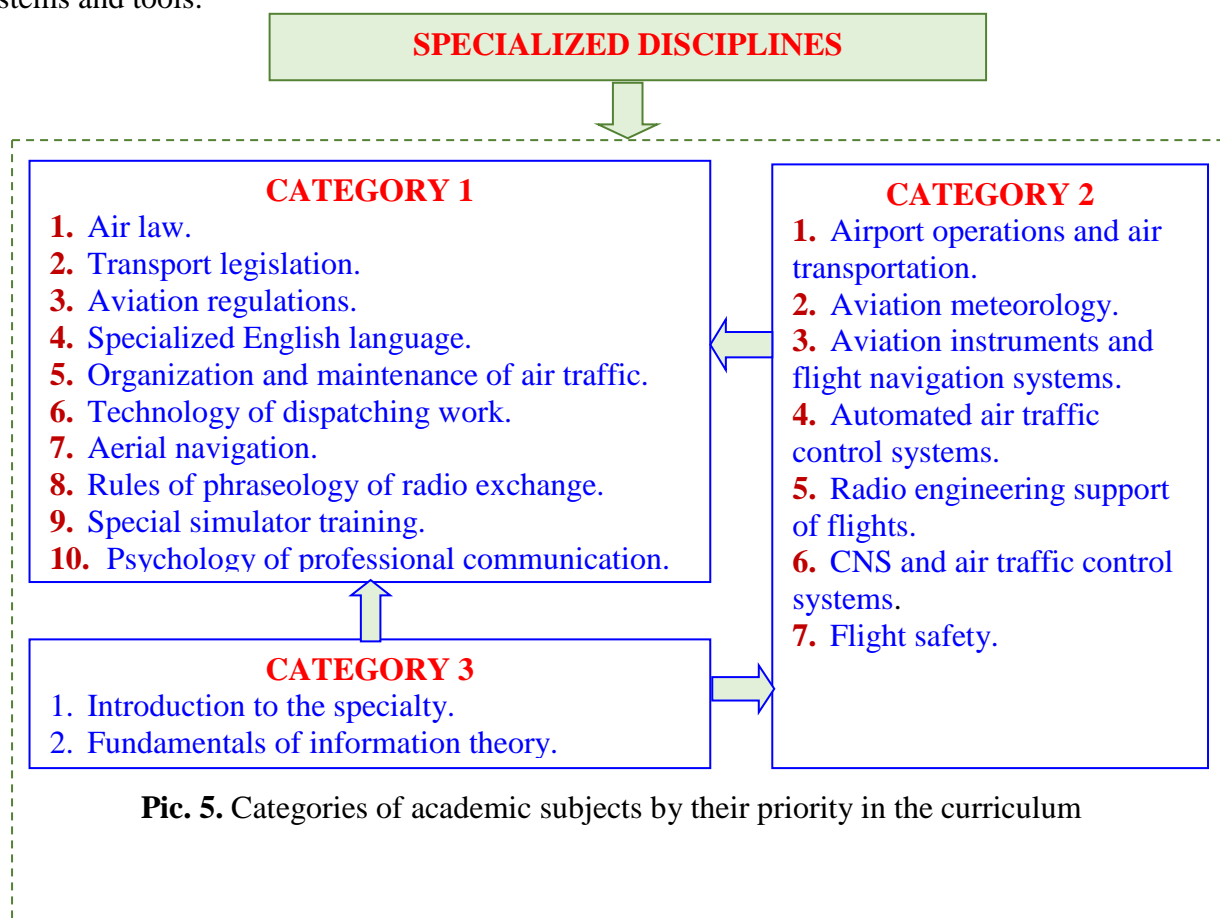 stems and tools.
SPECIALIZED DISCIPLINES
CATEGORY 1
1. Air law.
2. Transport legislation.
3. Aviation regulations.
4. Specialized English language.
5. Organization and maintenance of air traffic.
6. Technology of dispatching work.
7. Aerial navigation.
8. Rules of phraseology of radio exchange.
9. Special simulator training.
10. Psychology of professional communication.
CATEGORY 2
1. Airport operations and air
transportation.
2. Aviation meteorology.
3. Aviation instruments and
flight navigation systems.
4. Automated air traffic
control systems.
5. Radio engineering support
of flights.
6. CNS and air traffic control
systems.
7. Flight safety.
CATEGORY 3
1. Introduction to the specialty.
2. Fundamentals of information theory.
Pic. 5. Categories of academic subjects by their priority in the curriculum